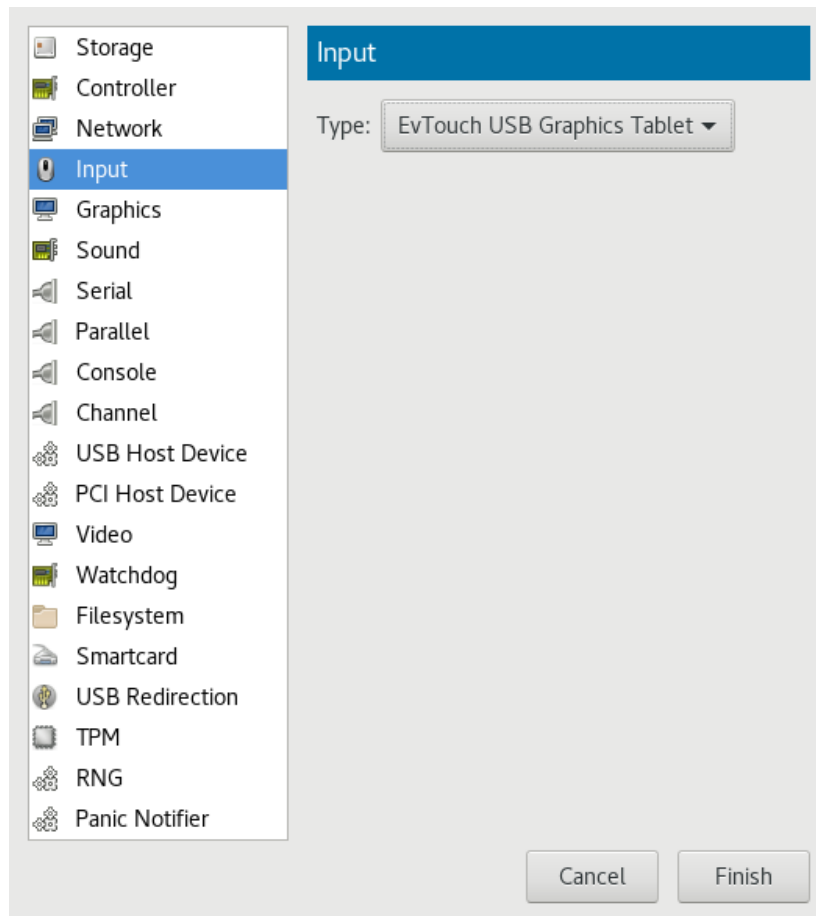 Storage
Controller
Network
Input
Graphics
Sound
Serial
Parallel
Console
Channel
USB Host Device
PCI Host Device
Video
Watchdog
Filesystem
Smartcard
USB Redirection
TPM
RNG
Panic Notifier
Input
Type: EvTouch USB Graphics Tablet
Cancel Finish